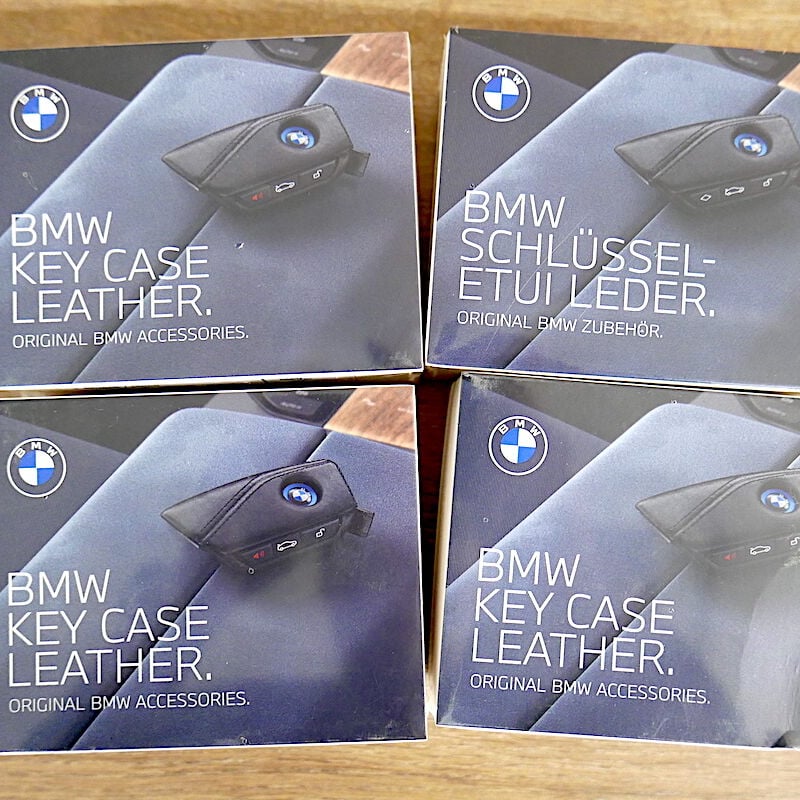 BMW
BMW
KEY CASE
LEATHER.
ORIGINAL BMW ACCESSORIES.
BMW
BMW
SCHLÜSSEL-
ETUI LEDER.
ORIGINAL BMW ZUBEHÖR.
BMW
BMW
KEY CASE
LEATHER.
ORIGINAL BMW ACCESSORIES.
BMW
BMW
KEY CASE
LEATHER.
ORIGINAL BMW ACCESSORIES.